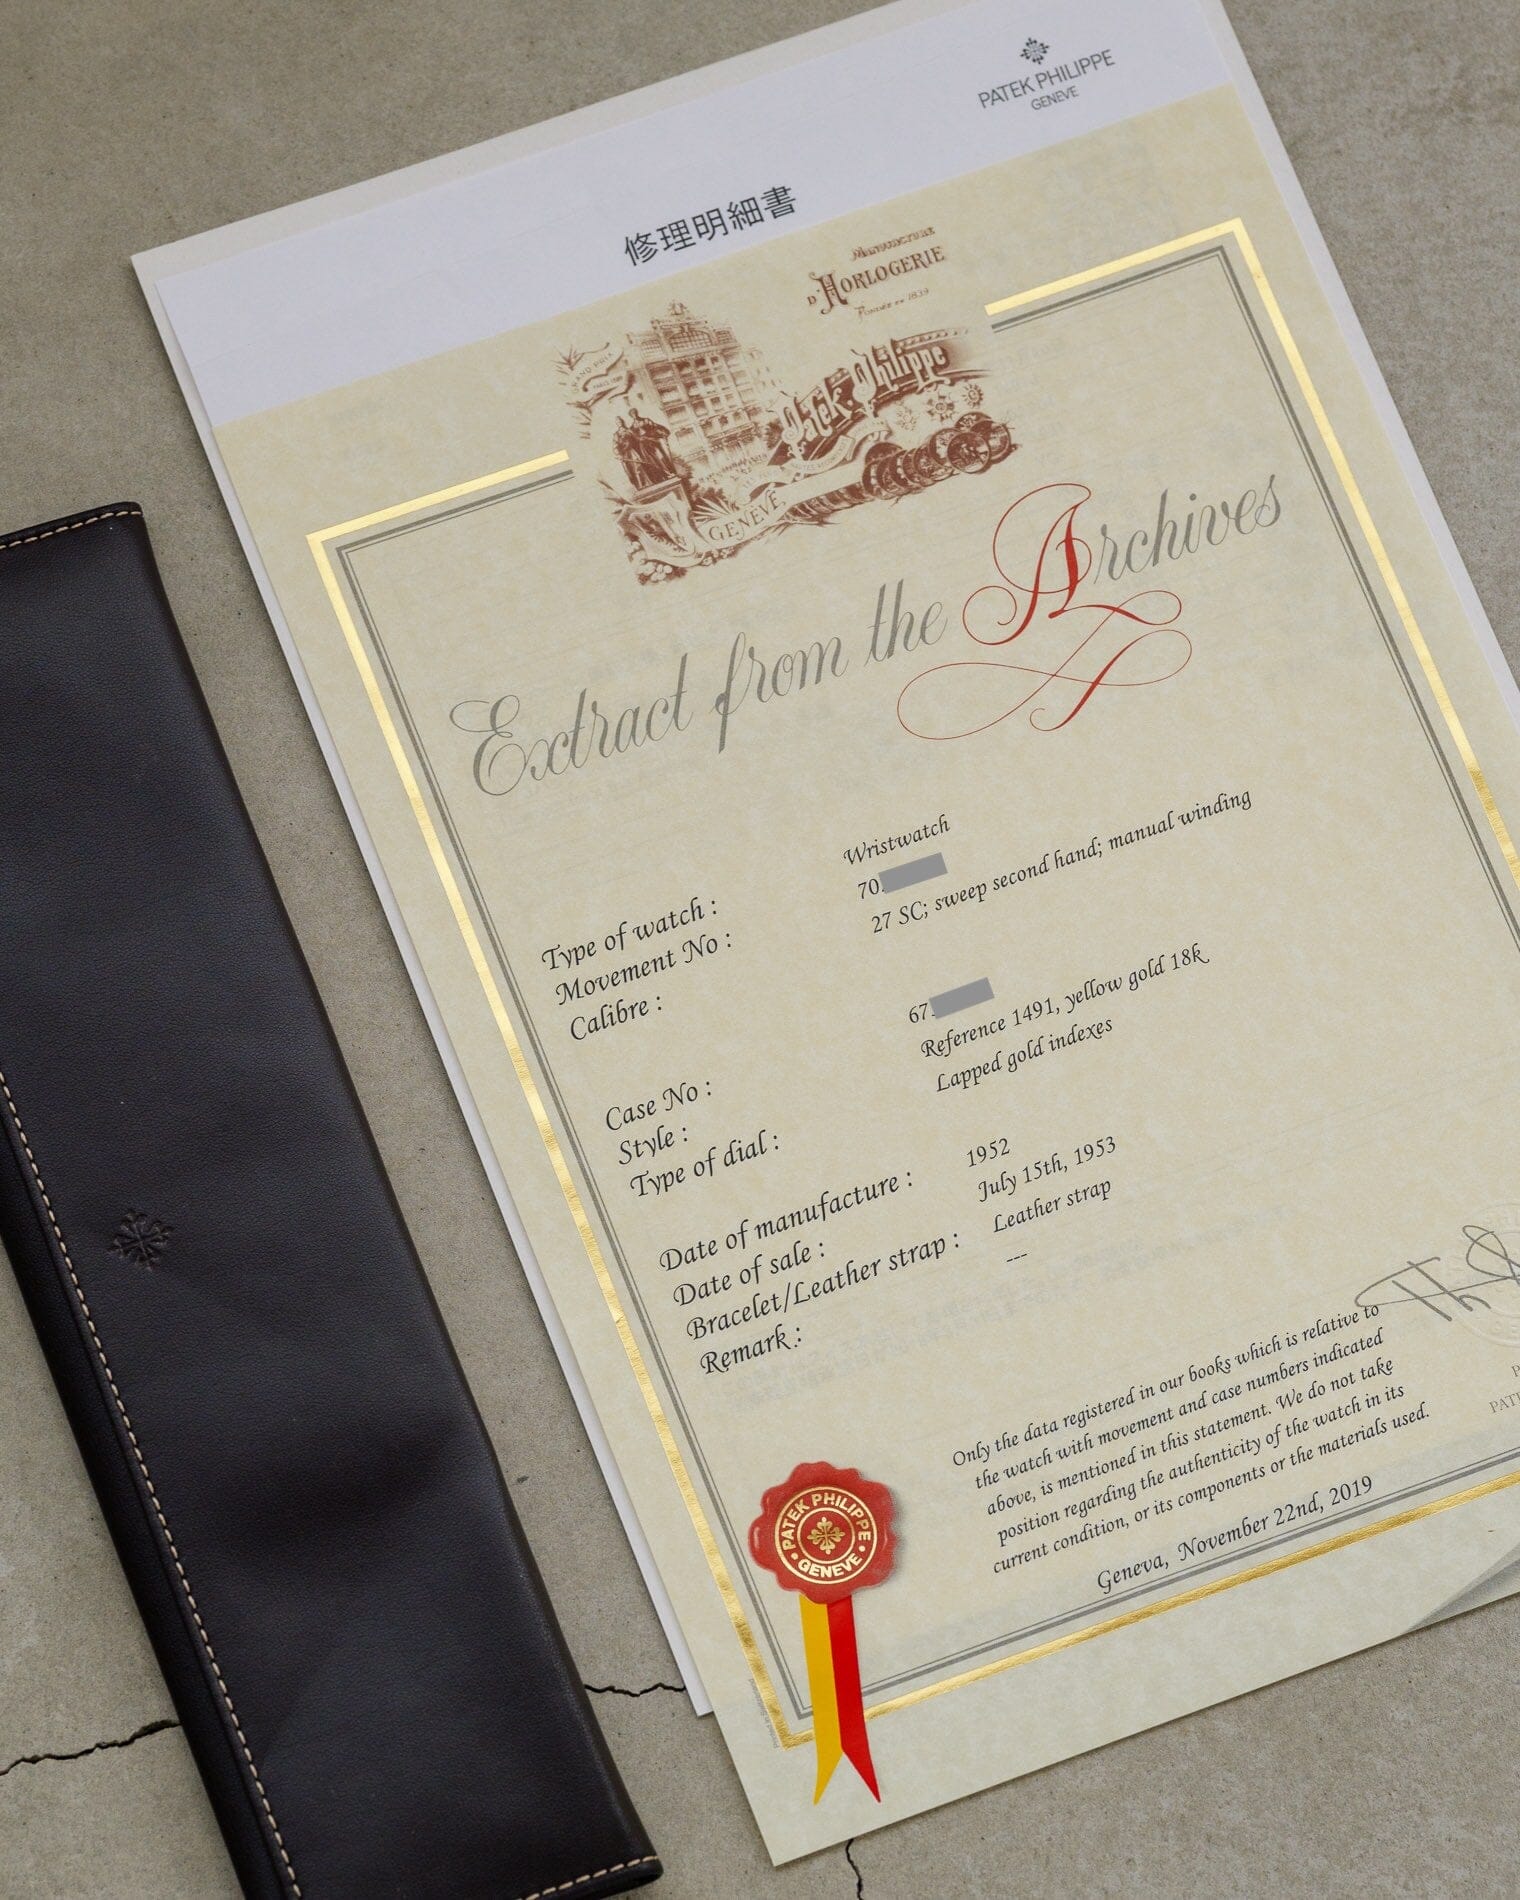 PATEK PHILIPPE
GENEVE
修理明細書
MANUFACTURE
D'HORLOGERIE
FONDÉE EN 1839
GRAND PRIX
Patek Philippe
GENÈVE
Extract from the Archives
Type of watch : Wristwatch
Movement No : 70
Calibre : 27 SC; sweep second hand; manual winding
Case No : 67
Style : Reference 1491, yellow gold 18k
Type of dial : Lapped gold indexes
Date of manufacture : 1952
Date of sale : July 15th, 1953
Bracelet/Leather strap : Leather strap
Remark : ---
Only the data registered in our books which is relative to
the watch with movement and case numbers indicated
above, is mentioned in this statement. We do not take
position regarding the authenticity of the watch in its
current condition, or its components or the materials used.
Geneva, November 22nd, 2019
PATEK PHILIPPE
GENEVE